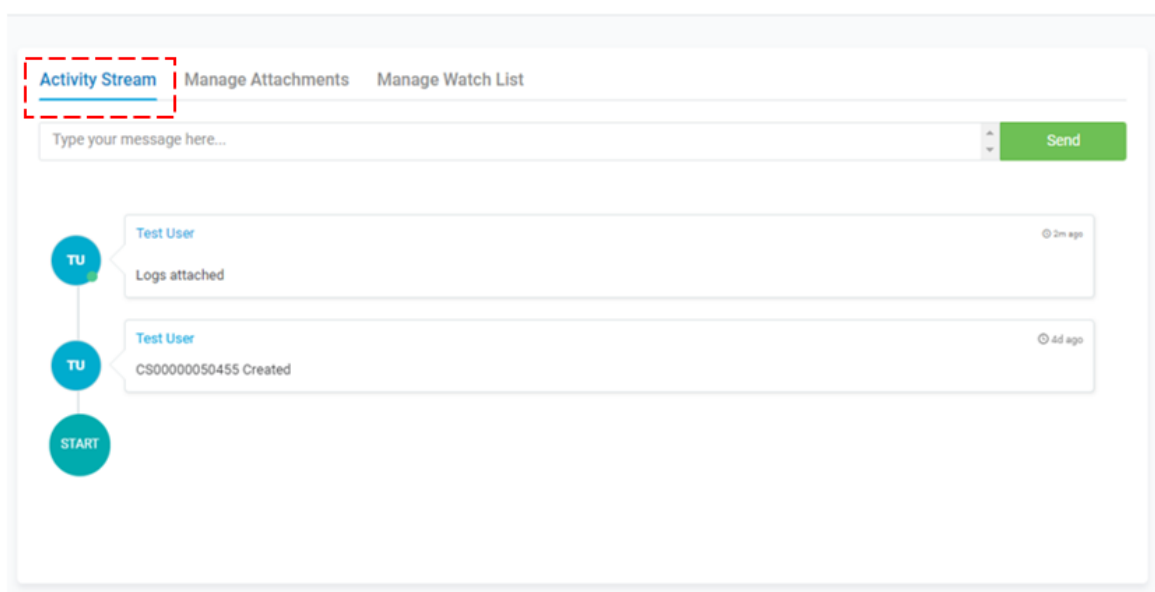 Activity Stream Manage Attachments Manage Watch List
Type your message here... Send
Test User 2m ago
TU
Logs attached
Test User 4d ago
TU
CS00000050455 Created
START